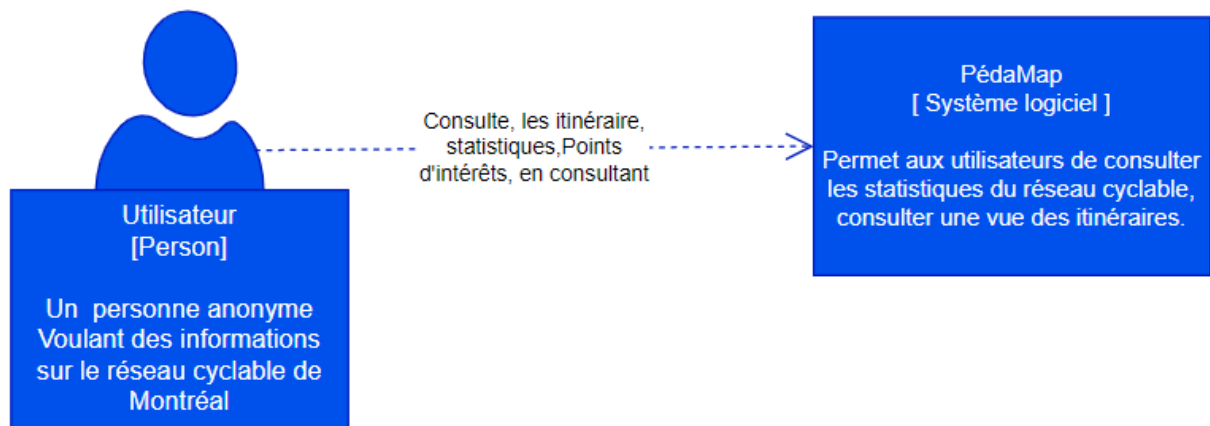 Utilisateur
[Person]
Un personne anonyme
Voulant des informations
sur le réseau cyclable de
Montréal
Consulte, les itinéraire,
statistiques,Points
d'intérêts, en consultant
PédaMap
[ Système logiciel ]
Permet aux utilisateurs de consulter
les statistiques du réseau cyclable,
consulter une vue des itinéraires.